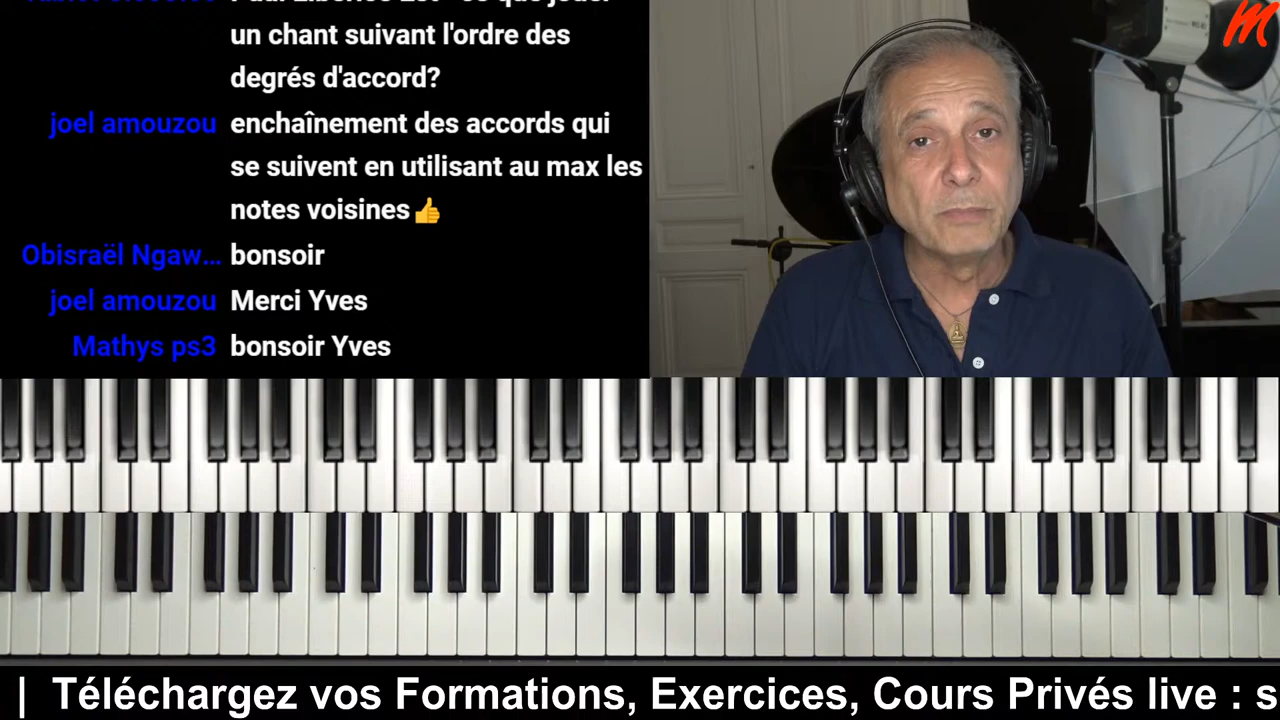 un chant suivant l'ordre des
degrés d'accord?
joel amouzou enchaînement des accords qui
se suivent en utilisant au max les
notes voisines👍
Obisraël Ngaw… bonsoir
joel amouzou Merci Yves
Mathys ps3 bonsoir Yves
| Téléchargez vos Formations, Exercices, Cours Privés live : s